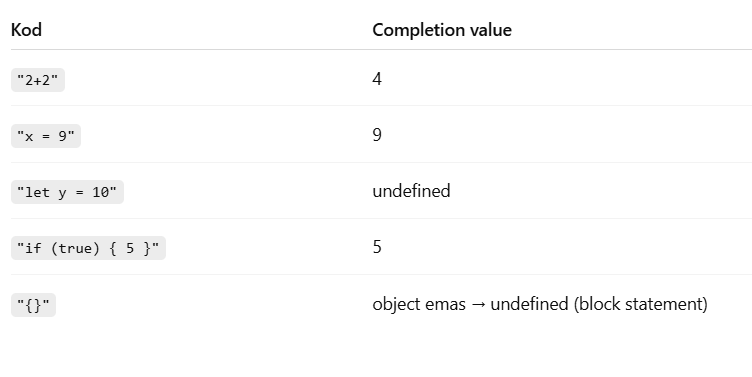 Kod Completion value
"2+2" 4
"x = 9" 9
"let y = 10" undefined
"if (true) { 5 }" 5
"{}" object emas → undefined (block statement)